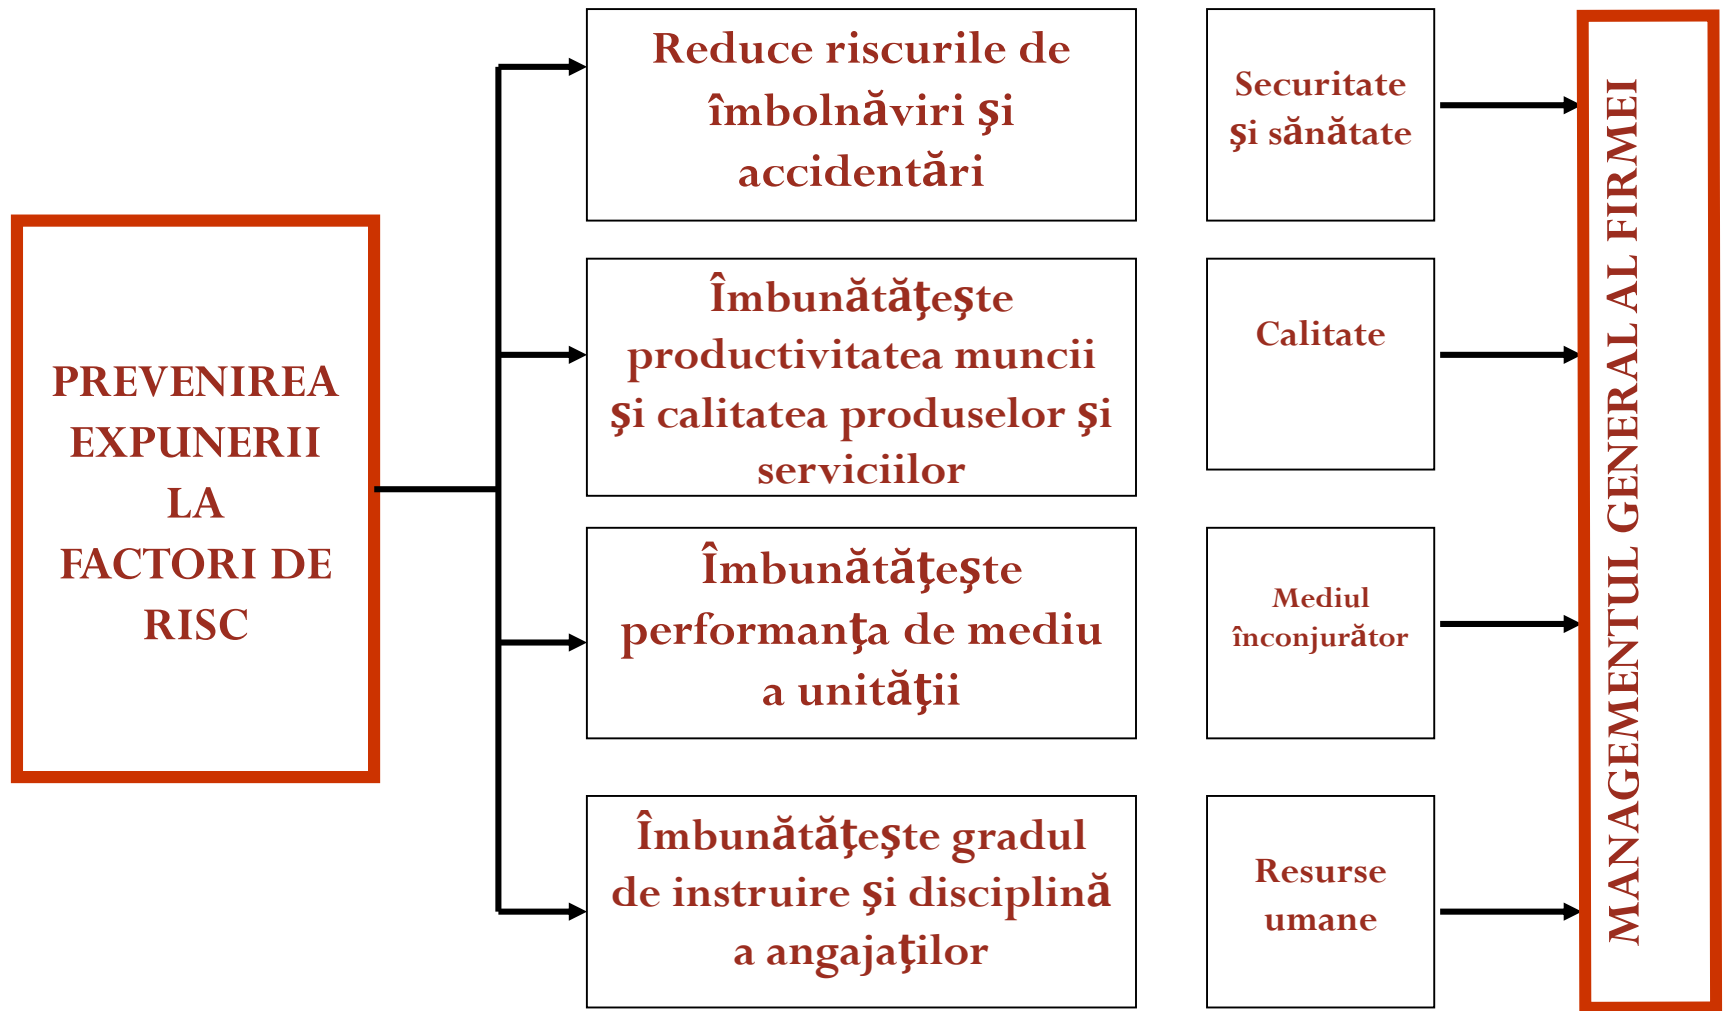 PREVENIREA
EXPUNERII
LA
FACTORI DE
RISC
Reduce riscurile de
îmbolnăviri şi
accidentări
Securitate
şi sănătate
Îmbunătăţeşte
productivitatea muncii
şi calitatea produselor şi
serviciilor
Calitate
Îmbunătăţeşte
performanţa de mediu
a unităţii
Mediul
înconjurător
Îmbunătăţeşte gradul
de instruire şi disciplină
a angajaţilor
Resurse
umane
MANAGEMENTUL GENERAL AL FIRMEI